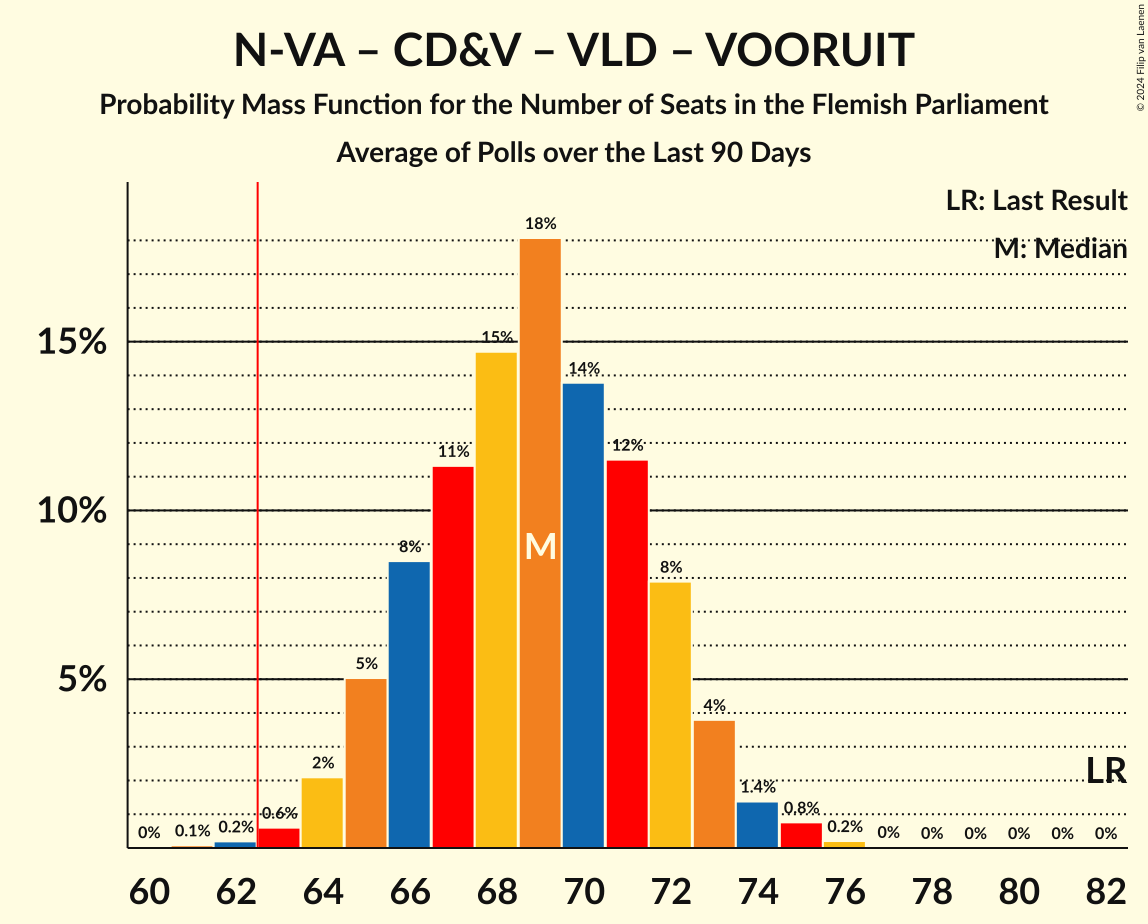 N-VA – CD&V – VLD – VOORUIT
Probability Mass Function for the Number of Seats in the Flemish Parliament
Average of Polls over the Last 90 Days
© 2024 Filip van Laenen
LR: Last Result
M: Median
15%
10%
5%
0%
0.1%
0.2%
0.6%
2%
5%
8%
11%
15%
18%
14%
12%
8%
4%
1.4%
0.8%
0.2%
0%
0%
0%
0%
0%
0%
M
LR
60 62 64 66 68 70 72 74 76 78 80 82